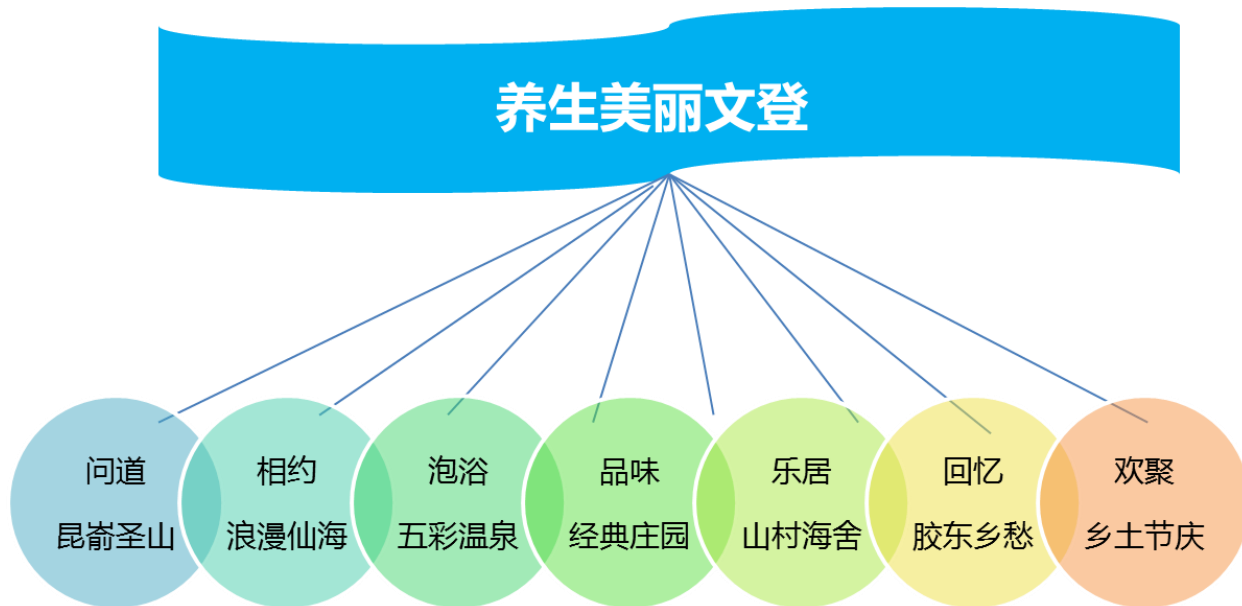 养生美丽文登
问道
昆嵛圣山
相约
浪漫仙海
泡浴
五彩温泉
品味
经典庄园
乐居
山村海舍
回忆
胶东乡愁
欢聚
乡土节庆